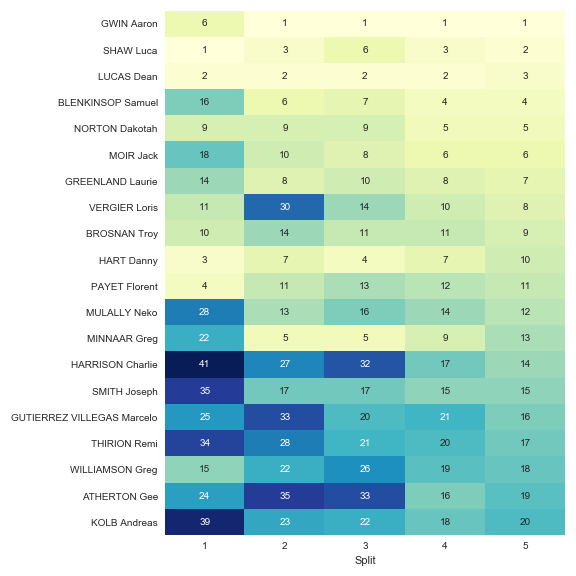 GWIN Aaron 6 1 1 1 1
SHAW Luca 1 3 6 3 2
LUCAS Dean 2 2 2 2 3
BLENKINSOP Samuel 16 6 7 4 4
NORTON Dakotah 9 9 9 5 5
MOIR Jack 18 10 8 6 6
GREENLAND Laurie 14 8 10 8 7
VERGIER Loris 11 30 14 10 8
BROSNAN Troy 10 14 11 11 9
HART Danny 3 7 4 7 10
PAYET Florent 4 11 13 12 11
MULALLY Neko 28 13 16 14 12
MINNAAR Greg 22 5 5 9 13
HARRISON Charlie 41 27 32 17 14
SMITH Joseph 35 17 17 15 15
GUTIERREZ VILLEGAS Marcelo 25 33 20 21 16
THIRION Remi 34 28 21 20 17
WILLIAMSON Greg 15 22 26 19 18
ATHERTON Gee 24 35 33 16 19
KOLB Andreas 39 23 22 18 20
1 2 3 4 5
Split